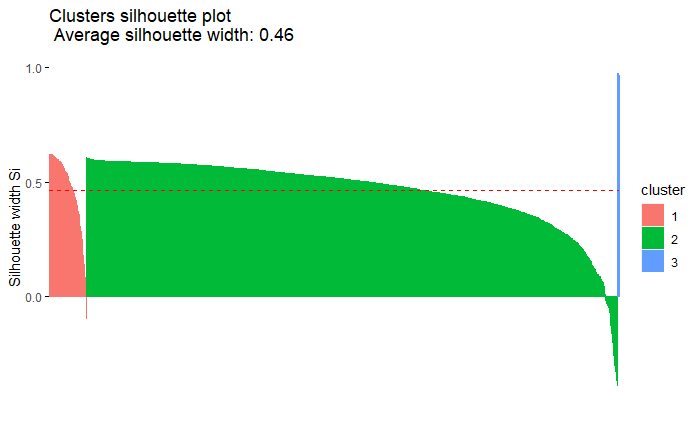 Clusters silhouette plot
Average silhouette width: 0.46
1.0
0.5
0.0
Silhouette width Si
cluster
1
2
3